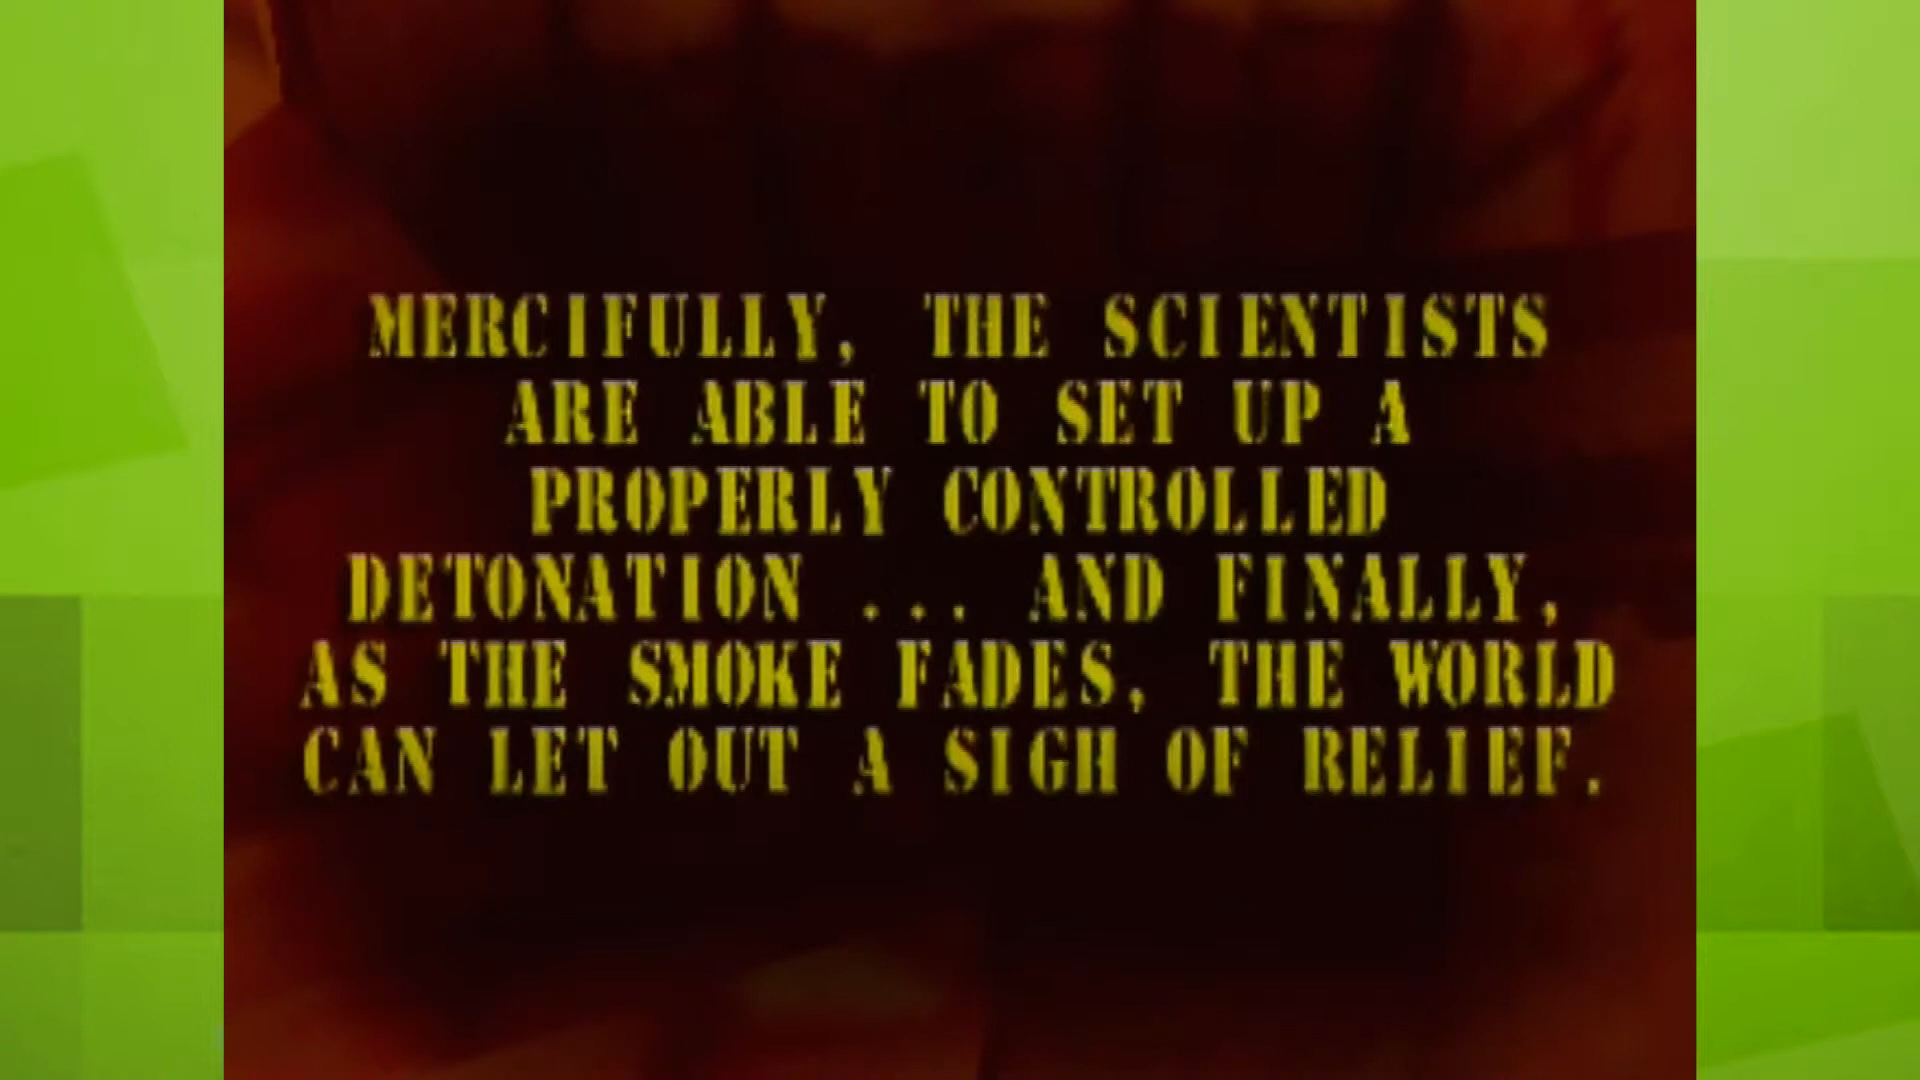 MERCIFULLY, THE SCIENTISTS
ARE ABLE TO SET UP A
PROPERLY CONTROLLED
DETONATION ... AND FINALLY,
AS THE SMOKE FADES, THE WORLD
CAN LET OUT A SIGH OF RELIEF.